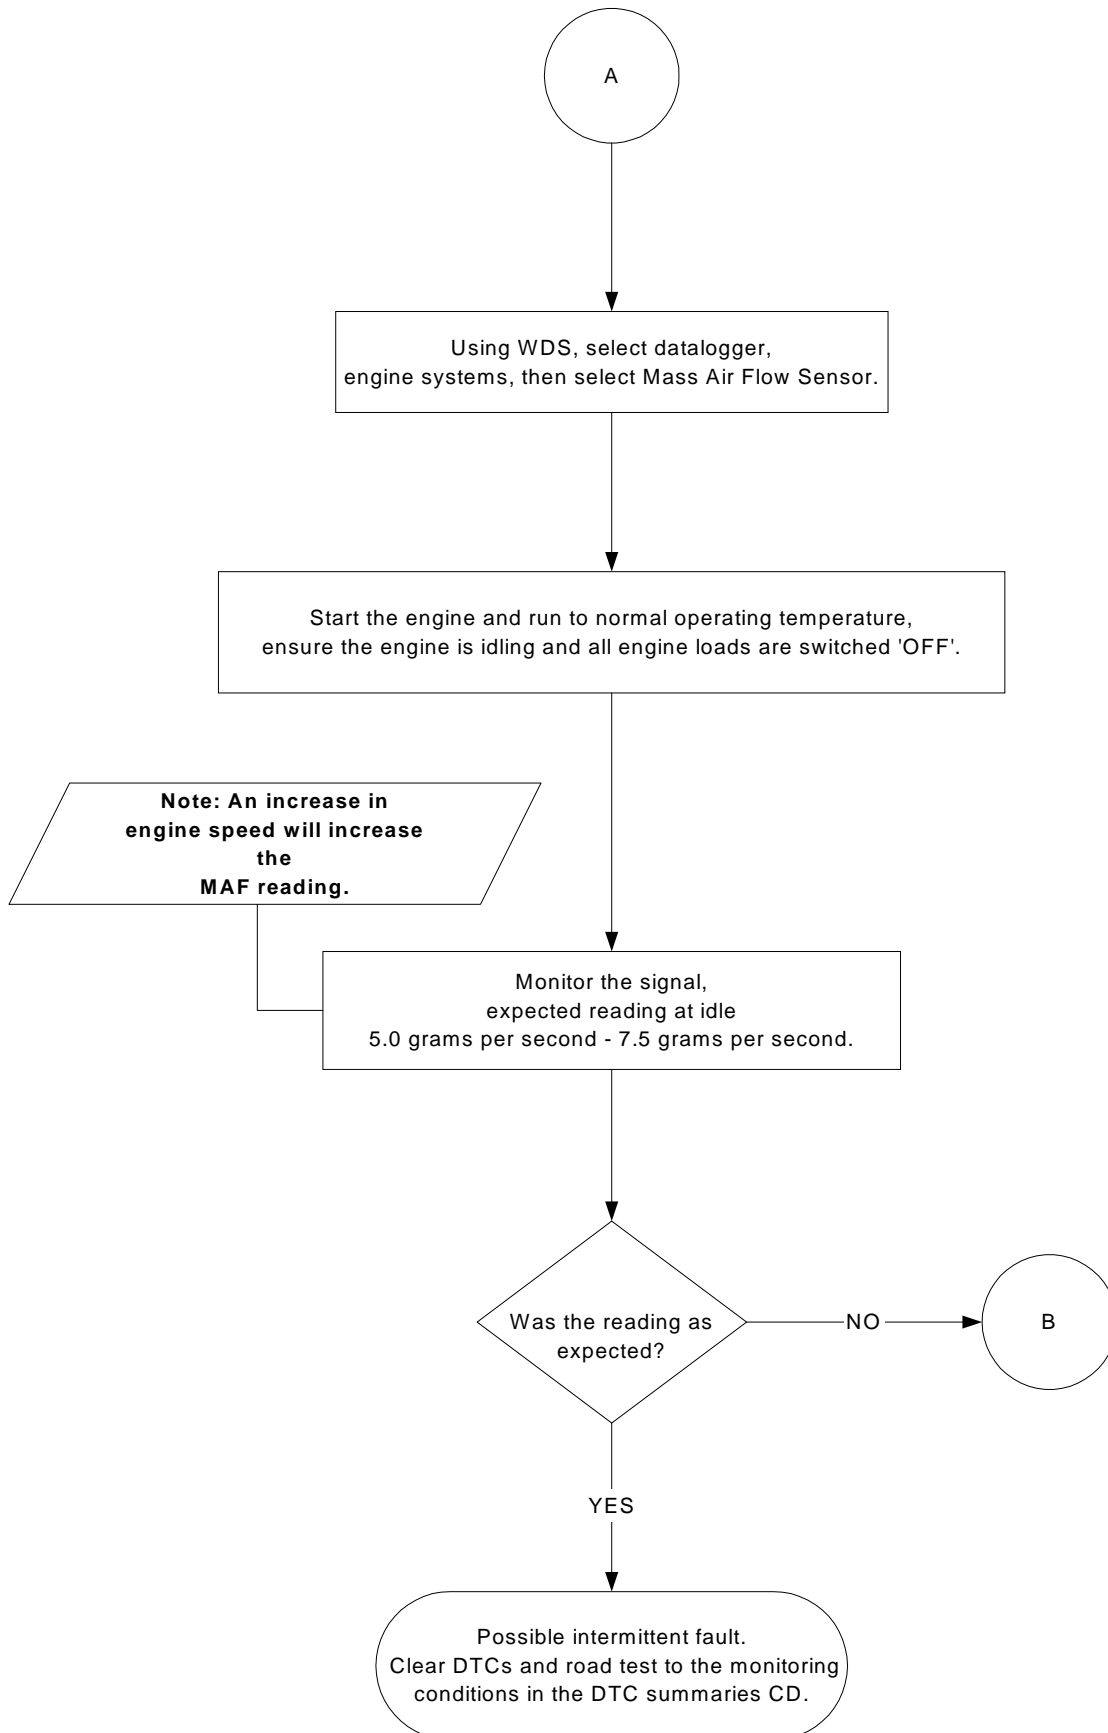 A
Using WDS, select datalogger,
engine systems, then select Mass Air Flow Sensor.
Start the engine and run to normal operating temperature,
ensure the engine is idling and all engine loads are switched 'OFF'.
Note: An increase in
engine speed will increase
the
MAF reading.
Monitor the signal,
expected reading at idle
5.0 grams per second - 7.5 grams per second.
Was the reading as
expected?
NO
B
YES
Possible intermittent fault.
Clear DTCs and road test to the monitoring
conditions in the DTC summaries CD.